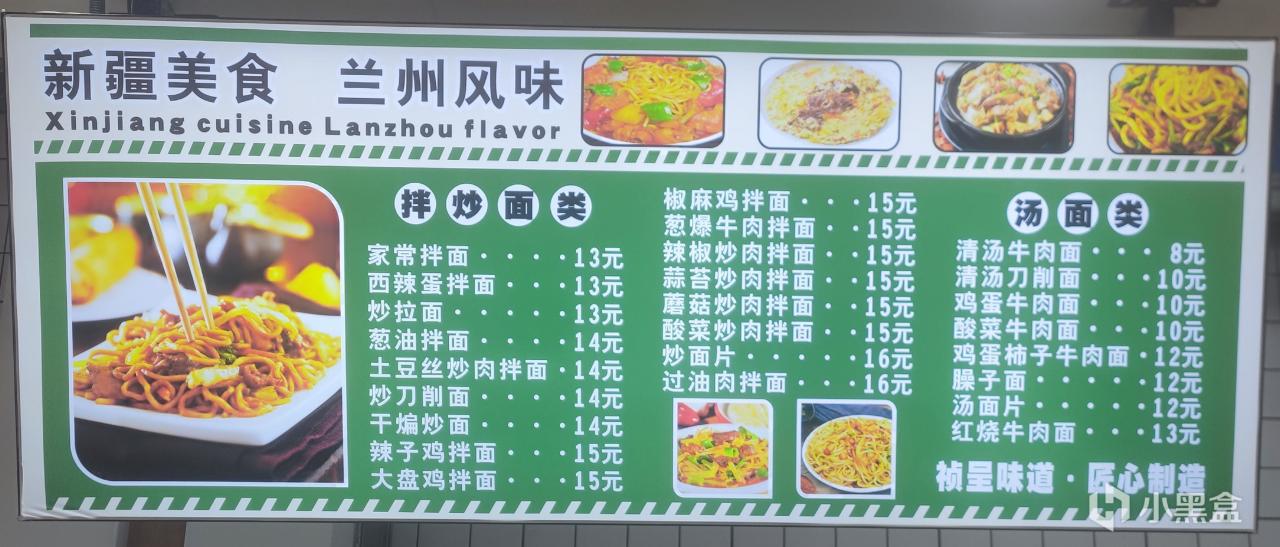 新疆美食 兰州风味
Xinjiang cuisine Lanzhou flavor
拌炒面类
家常拌面····13元
西辣蛋拌面···13元
炒拉面·····13元
葱油拌面····14元
土豆丝炒肉拌面·14元
炒刀削面····14元
干煸炒面····14元
辣子鸡拌面···15元
大盘鸡拌面···15元
椒麻鸡拌面···15元
葱爆牛肉拌面··15元
辣椒炒肉拌面··15元
蒜苔炒肉拌面··15元
蘑菇炒肉拌面··15元
酸菜炒肉拌面··15元
炒面片·····16元
过油肉拌面···16元
汤面类
清汤牛肉面···8元
清汤刀削面···10元
鸡蛋牛肉面···10元
酸菜牛肉面···10元
鸡蛋柿子牛肉面·12元
臊子面·····12元
汤面片·····12元
红烧牛肉面···13元
祯呈味道·匠心制造
小黑盒